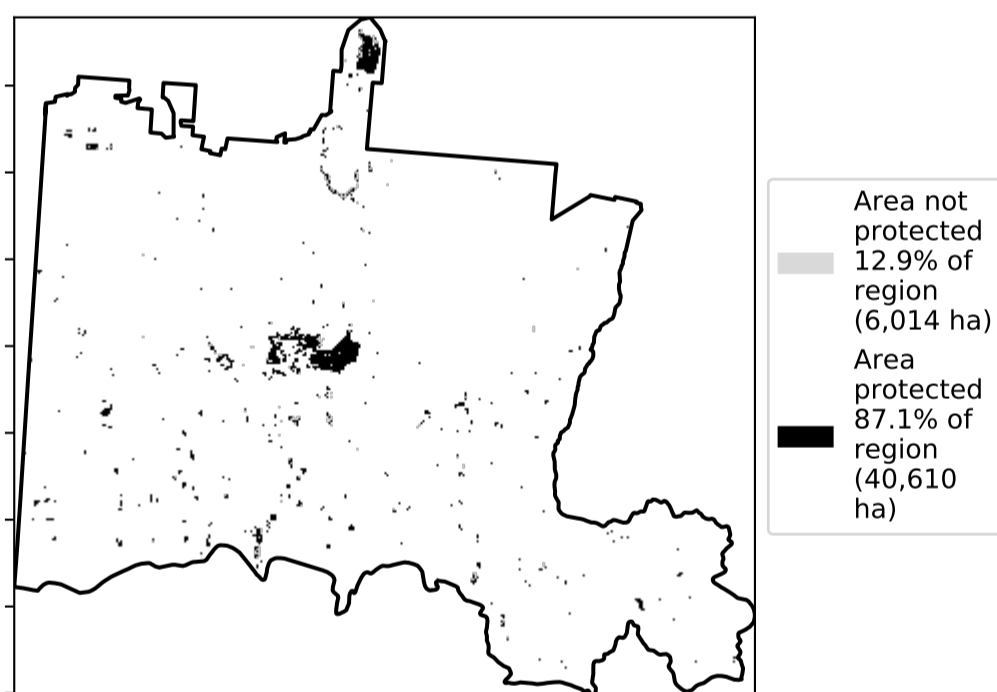 Area not
protected
12.9% of
region
(6,014 ha)
Area
protected
87.1% of
region
(40,610
ha)